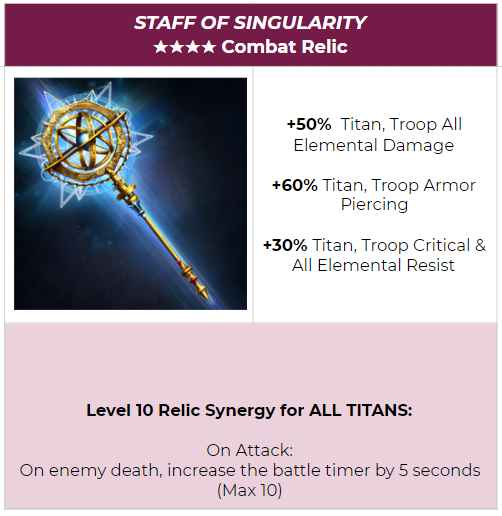 STAFF OF SINGULARITY
★★★★ Combat Relic
+50% Titan, Troop All
Elemental Damage
+60% Titan, Troop Armor
Piercing
+30% Titan, Troop Critical &
All Elemental Resist
Level 10 Relic Synergy for ALL TITANS:
On Attack:
On enemy death, increase the battle timer by 5 seconds
(Max 10)